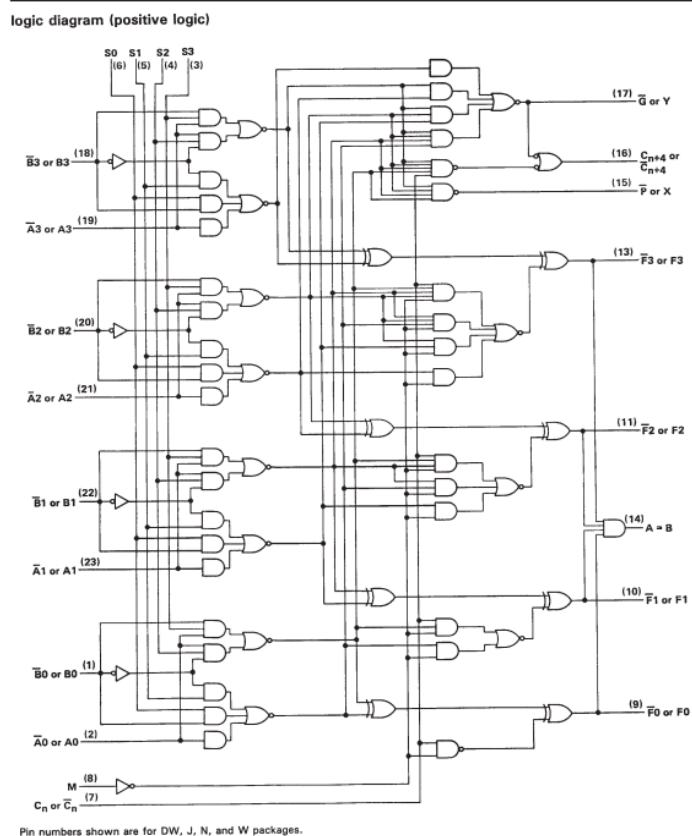 logic diagram (positive logic)
S0 S1 S2 S3
(6) (5) (4) (3)
(17) G̅ or Y
(18)
B̅3 or B3
(16) Cn+4 or
C̅n+4
(15) P̅ or X
A̅3 or A3 (19)
(13) F̅3 or F3
(20)
B̅2 or B2
A̅2 or A2 (21)
(11) F̅2 or F2
(22)
B̅1 or B1
(14) A = B
A̅1 or A1 (23)
(10) F̅1 or F1
B̅0 or B0 (1)
(9) F̅0 or F0
A̅0 or A0 (2)
M (8)
Cn or C̅n (7)
Pin numbers shown are for DW, J, N, and W packages.